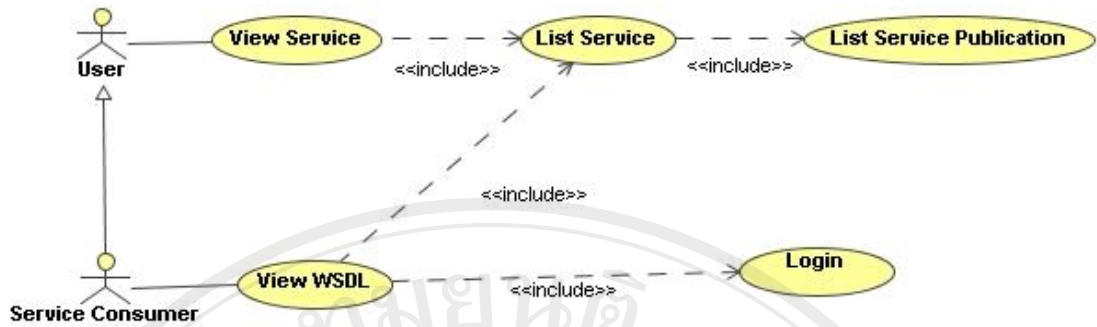 View Service
List Service
List Service Publication
<<include>>
<<include>>
User
<<include>>
View WSDL
Login
<<include>>
Service Consumer